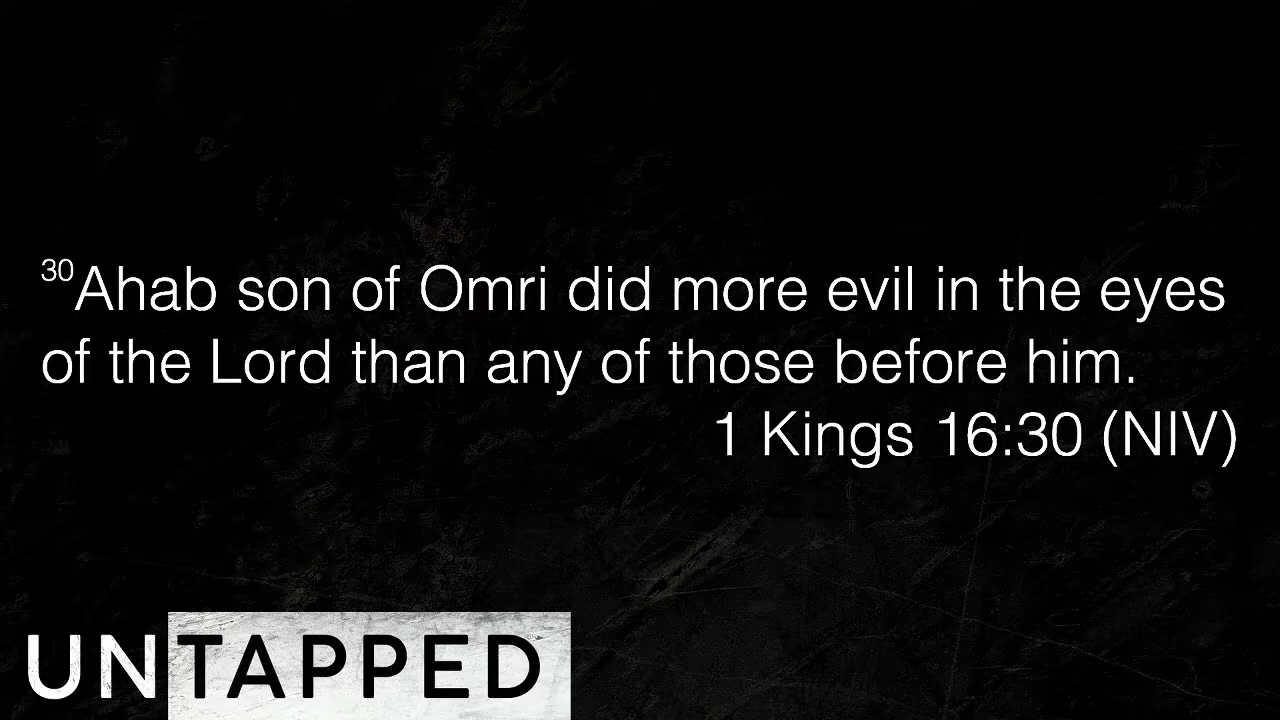 30Ahab son of Omri did more evil in the eyes
of the Lord than any of those before him.
1 Kings 16:30 (NIV)
UNTAPPED